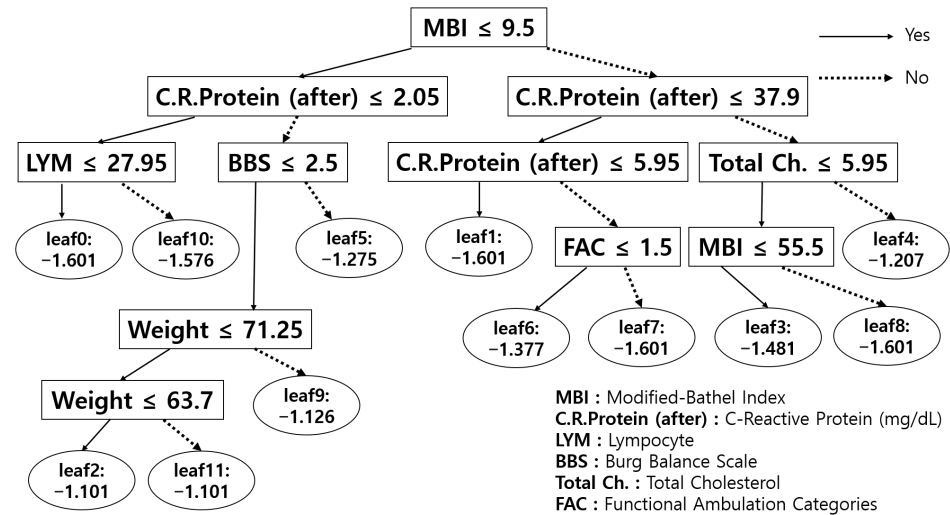 MBI ≤ 9.5
Yes
No
C.R.Protein (after) ≤ 2.05
C.R.Protein (after) ≤ 37.9
LYM ≤ 27.95
BBS ≤ 2.5
C.R.Protein (after) ≤ 5.95
Total Ch. ≤ 5.95
leaf0:
−1.601
leaf10:
−1.576
leaf5:
−1.275
leaf1:
−1.601
FAC ≤ 1.5
MBI ≤ 55.5
leaf4:
−1.207
Weight ≤ 71.25
leaf6:
−1.377
leaf7:
−1.601
leaf3:
−1.481
leaf8:
−1.601
Weight ≤ 63.7
leaf9:
−1.126
leaf2:
−1.101
leaf11:
−1.101
MBI : Modified-Bathel Index
C.R.Protein (after) : C-Reactive Protein (mg/dL)
LYM : Lympocyte
BBS : Burg Balance Scale
Total Ch. : Total Cholesterol
FAC : Functional Ambulation Categories